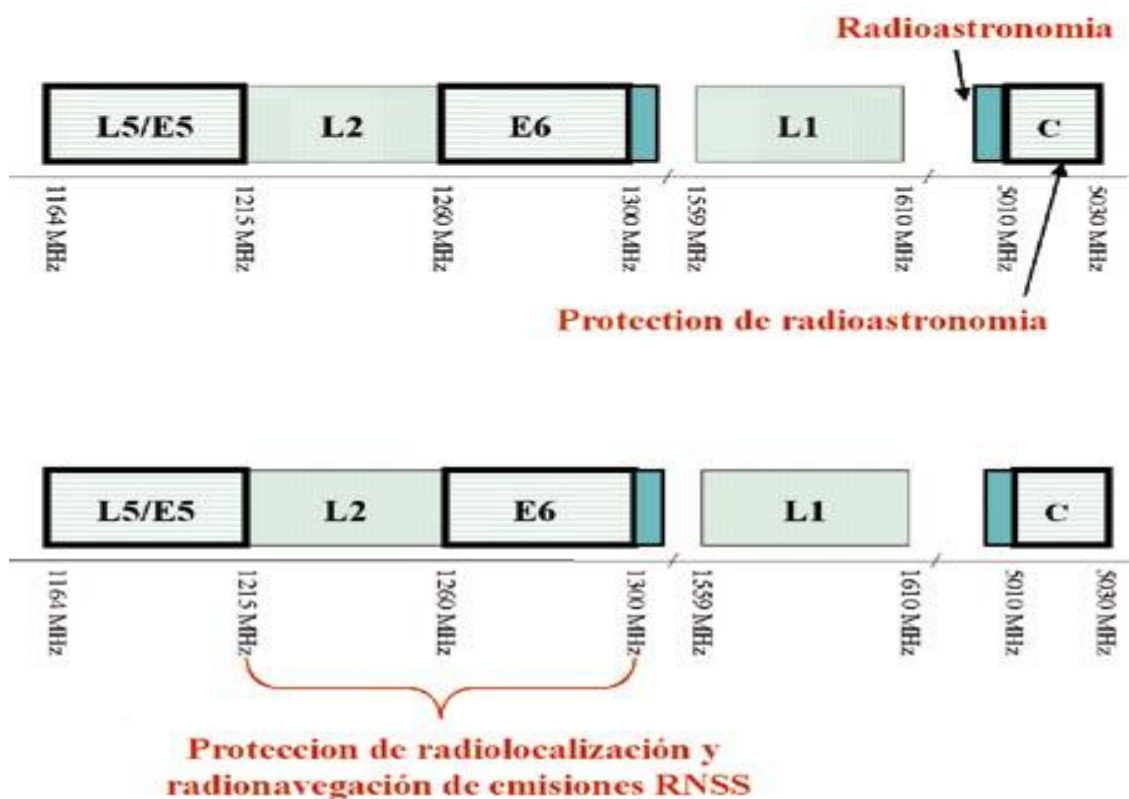 Radioastronomia
L5/E5 L2 E6 L1 C
1164 MHz 1215 MHz 1260 MHz 1300 MHz 1559 MHz 1610 MHz 5010 MHz 5030 MHz
Protection de radioastronomia
L5/E5 L2 E6 L1 C
1164 MHz 1215 MHz 1260 MHz 1300 MHz 1559 MHz 1610 MHz 5010 MHz 5030 MHz
Proteccion de radiolocalización y
radionavegación de emisiones RNSS